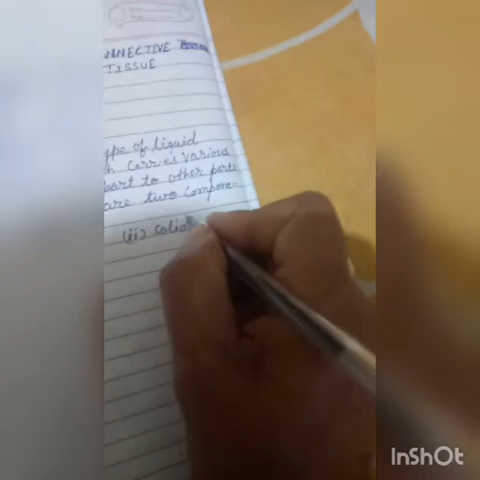 NNECTIVE
TISSUE
ype of liquid
h carries various
part to other parts
are two compone-
(ii) solid
InShOt